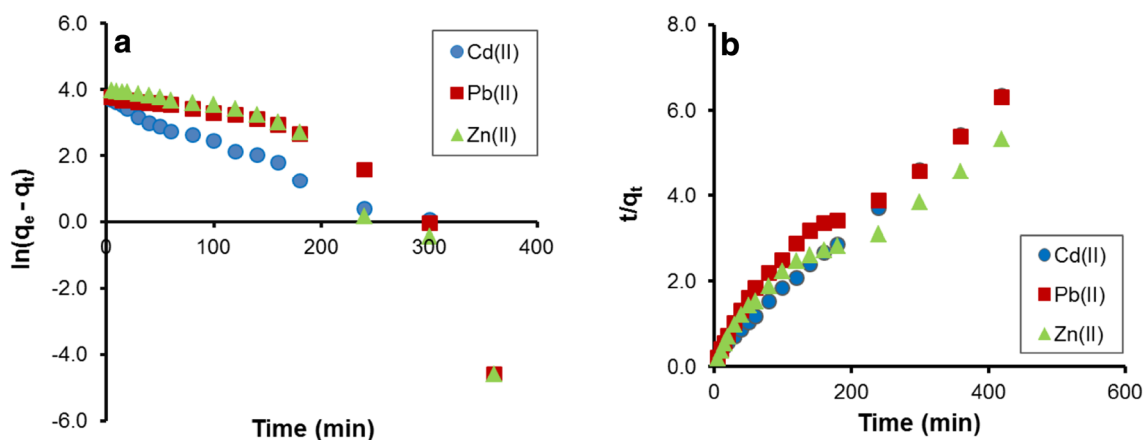 a
6.0
4.0
2.0
0.0
-2.0
-4.0
-6.0
0
100
200
300
400
ln(qₑ - qₜ)
Time (min)
Cd(II)
Pb(II)
Zn(II)
b
8.0
6.0
4.0
2.0
0.0
0
200
400
600
t/qₜ
Time (min)
Cd(II)
Pb(II)
Zn(II)